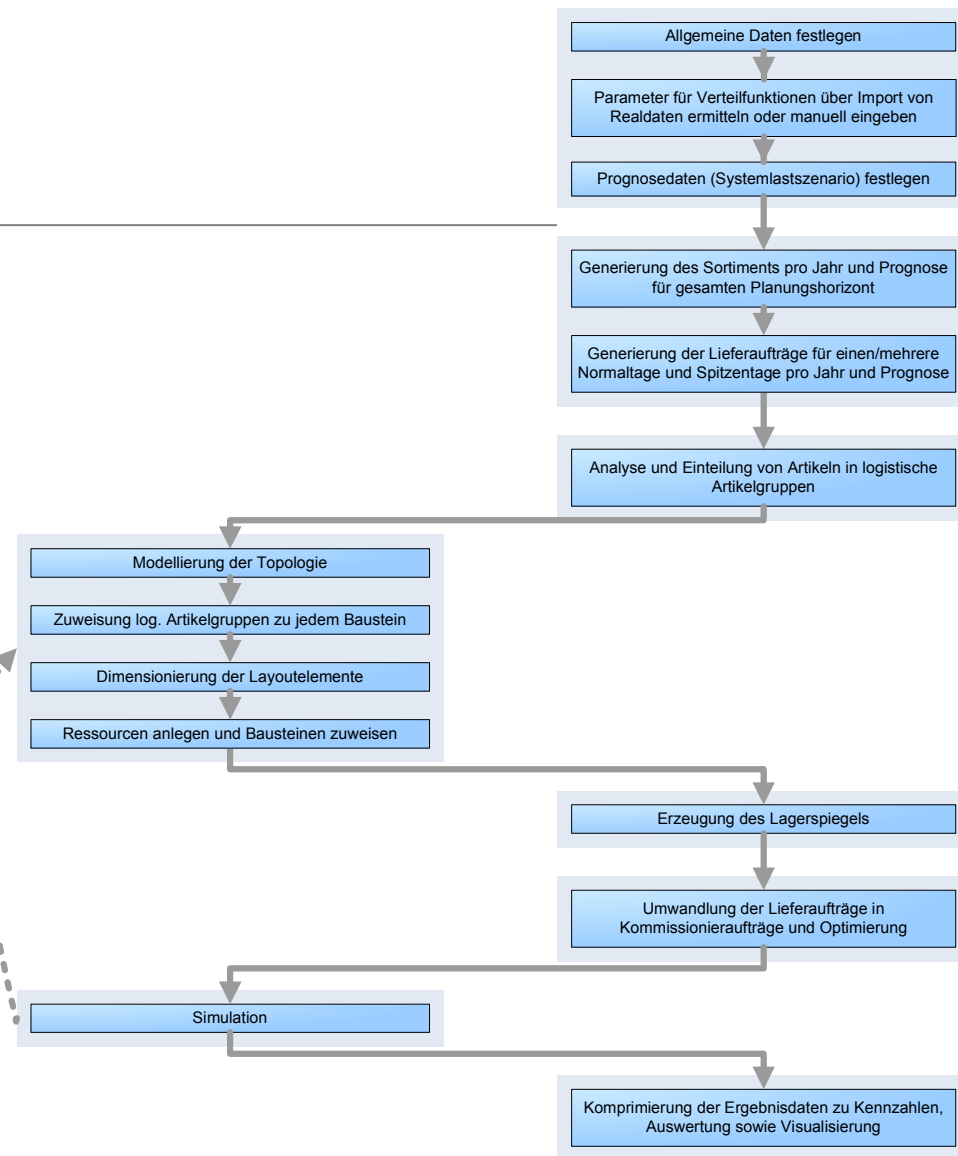 Allgemeine Daten festlegen
Parameter für Verteilfunktionen über Import von
Realdaten ermitteln oder manuell eingeben
Prognosedaten (Systemlastszenario) festlegen
Generierung des Sortiments pro Jahr und Prognose
für gesamten Planungshorizont
Generierung der Lieferaufträge für einen/mehrere
Normaltage und Spitzentage pro Jahr und Prognose
Analyse und Einteilung von Artikeln in logistische
Artikelgruppen
Modellierung der Topologie
Zuweisung log. Artikelgruppen zu jedem Baustein
Dimensionierung der Layoutelemente
Ressourcen anlegen und Bausteinen zuweisen
Erzeugung des Lagerspiegels
Umwandlung der Lieferaufträge in
Kommissionieraufträge und Optimierung
Simulation
Komprimierung der Ergebnisdaten zu Kennzahlen,
Auswertung sowie Visualisierung